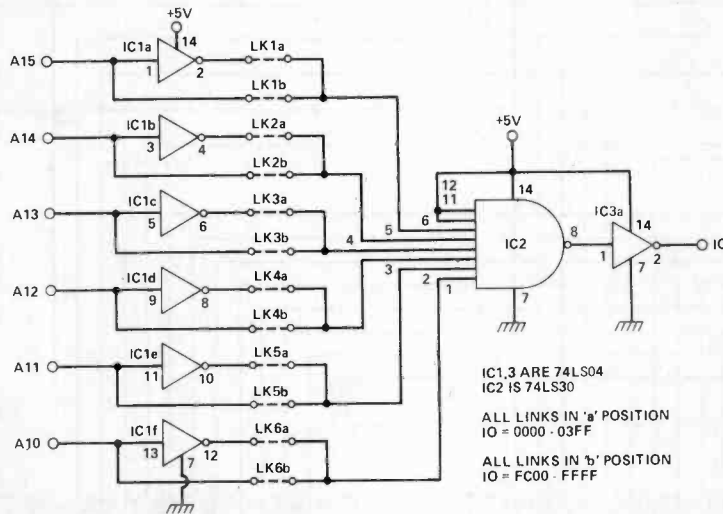 +5V
IC1a
14
LK1a
A15
1
2
LK1b
IC1b
LK2a
A14
3
4
LK2b
+5V
IC1c
LK3a
A13
5
6
LK3b
12
11
6
5
4
14
IC2
8
IC3a
14
1
7
2
IO
IC1d
LK4a
A12
9
8
LK4b
3
2
1
7
IC1e
LK5a
A11
11
10
LK5b
IC1f
LK6a
A10
13
12
7
LK6b
IC1,3 ARE 74LS04
IC2 IS 74LS30
ALL LINKS IN 'a' POSITION
IO = 0000 - 03FF
ALL LINKS IN 'b' POSITION
IO = FC00 - FFFF